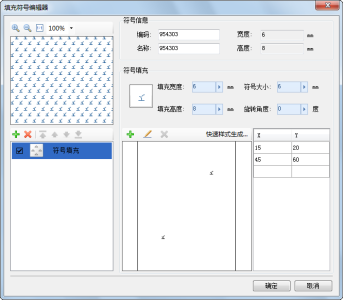 填充符号编辑器
100%
符号信息
编码: 954303 宽度: 6 mm
名称: 954303 高度: 8 mm
符号填充
填充宽度: 6 mm 符号大小: 6 mm
填充高度: 8 mm 旋转角度: 0 度
快速样式生成...
符号填充
X Y
15 20
45 60
确定 取消